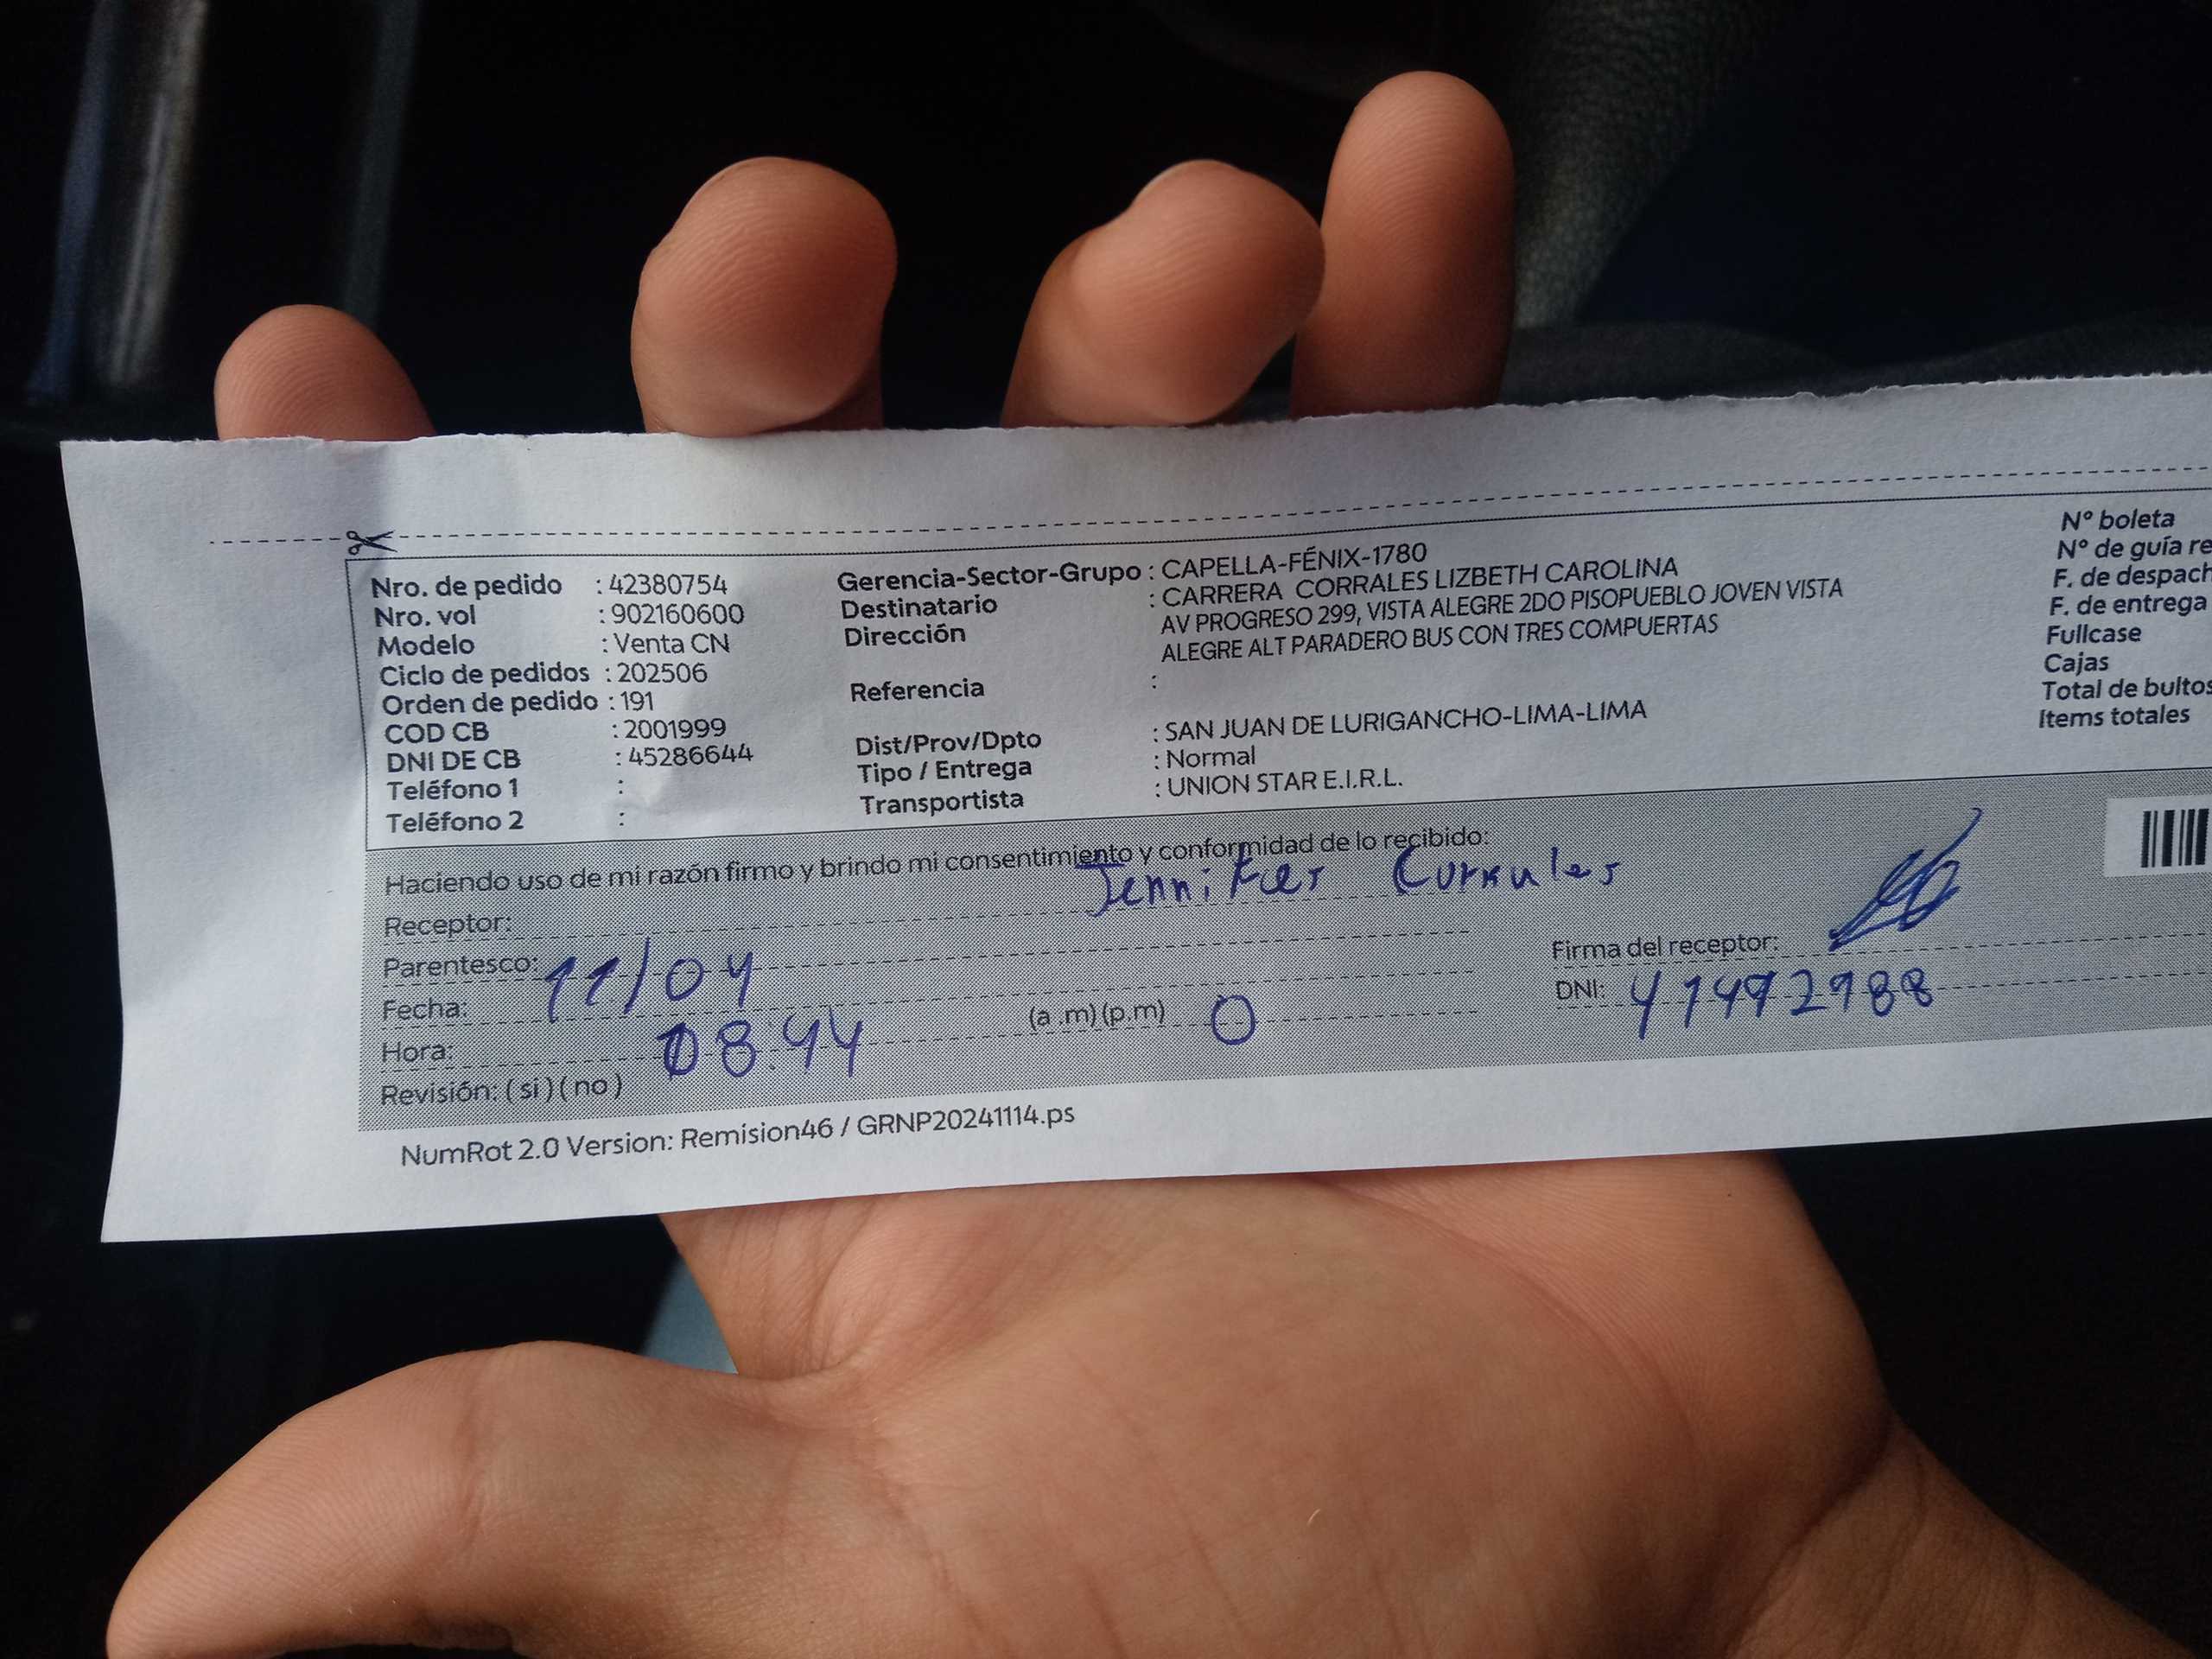 Nro. de pedido : 42380754
Nro. vol : 902160600
Modelo : Venta CN
Ciclo de pedidos : 202506
Orden de pedido : 191
COD CB : 2001999
DNI DE CB : 45286644
Teléfono 1 :
Teléfono 2 :
Gerencia-Sector-Grupo : CAPELLA-FÉNIX-1780
Destinatario : CARRERA CORRALES LIZBETH CAROLINA
Dirección AV PROGRESO 299, VISTA ALEGRE 2DO PISOPUEBLO JOVEN VISTA
ALEGRE ALT PARADERO BUS CON TRES COMPUERTAS
Referencia :
Dist/Prov/Dpto : SAN JUAN DE LURIGANCHO-LIMA-LIMA
Tipo / Entrega : Normal
Transportista : UNION STAR E.I.R.L.
Nº boleta
Nº de guía re
F. de despach
F. de entrega
Fullcase
Cajas
Total de bultos
Items totales
Haciendo uso de mi razón firmo y brindo mi consentimiento y conformidad de lo recibido:
Receptor: Jennifer
Parentesco:
Fecha: 11/04
Hora: 08:44 (a .m) (p.m) O
Revisión: ( si ) ( no )
Firma del receptor:
DNI:
NumRot 2.0 Version: Remision46 / GRNP20241114.ps